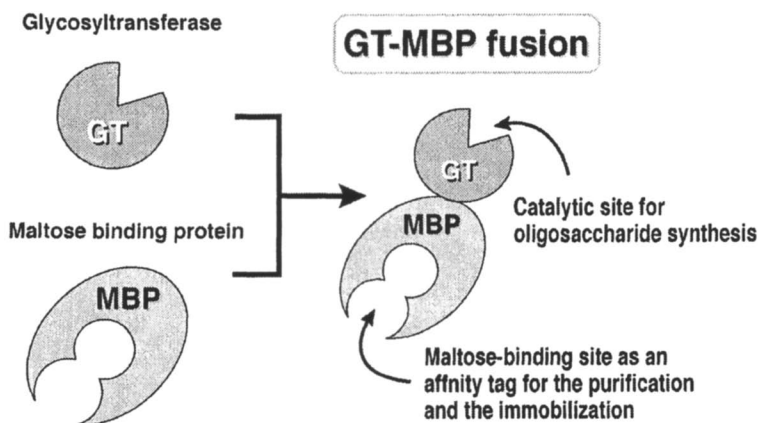 Glycosyltransferase
GT-MBP fusion
GT
GT
Maltose binding protein
MBP
MBP
Catalytic site for
oligosaccharide synthesis
Maltose-binding site as an
affnity tag for the purification
and the immobilization